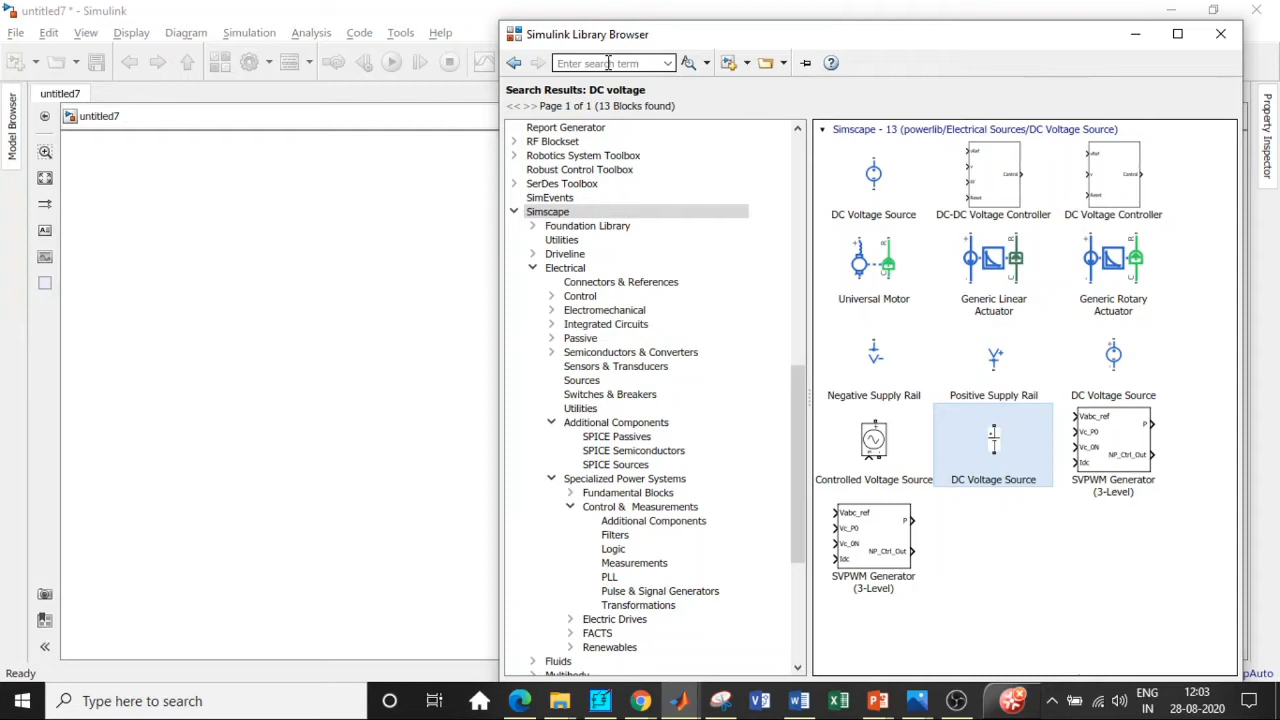 untitled7 * - Simulink
File Edit View Display Diagram Simulation Analysis Code Tools Help
untitled7
Model Browser
untitled7
Ready
Simulink Library Browser
Enter search term
Search Results: DC voltage
<< >> Page 1 of 1 (13 Blocks found)
Report Generator
RF Blockset
Robotics System Toolbox
Robust Control Toolbox
SerDes Toolbox
SimEvents
Simscape
Foundation Library
Utilities
Driveline
Electrical
Connectors & References
Control
Electromechanical
Integrated Circuits
Passive
Semiconductors & Converters
Sensors & Transducers
Sources
Switches & Breakers
Utilities
Additional Components
SPICE Passives
SPICE Semiconductors
SPICE Sources
Specialized Power Systems
Fundamental Blocks
Control & Measurements
Additional Components
Filters
Logic
Measurements
PLL
Pulse & Signal Generators
Transformations
Electric Drives
FACTS
Renewables
Fluids
Multibody
Simscape - 13 (powerlib/Electrical Sources/DC Voltage Source)
Control
Control
DC Voltage Source
DC-DC Voltage Controller
DC Voltage Controller
Universal Motor
Generic Linear
Actuator
Generic Rotary
Actuator
Negative Supply Rail
Positive Supply Rail
DC Voltage Source
Controlled Voltage Source
DC Voltage Source
Vabc_ref
Vc_P0
Vc_0N
Idc
P
NP_Ctrl_Out
SVPWM Generator
(3-Level)
Vabc_ref
Vc_P0
Vc_0N
Idc
P
NP_Ctrl_Out
SVPWM Generator
(3-Level)
Property Inspector
pAuto
Type here to search
ENG
IN
12:03
28-08-2020